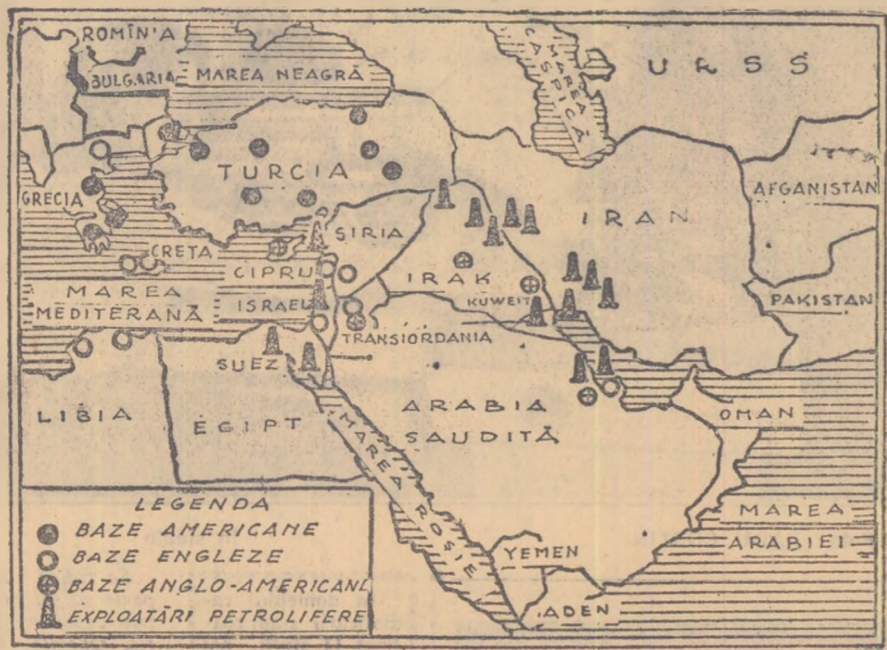 ROMÎNIA
BULGARIA
MAREA NEAGRĂ
MAREA
CASPICĂ
URSS
TURCIA
GRECIA
AFGANISTAN
IRAN
SIRIA
CRETA
CIPRU
IRAK
MAREA
MEDITERANĂ
ISRAEL
KUWEIT
PAKISTAN
TRANSIORDANIA
SUEZ
LIBIA
EGIPT
ARABIA
SAUDITĂ
OMAN
MAREA ROȘIE
MAREA
ARABIEI
YEMEN
ADEN
LEGENDA
BAZE AMERICANE
BAZE ENGLEZE
BAZE ANGLO-AMERICANE
EXPLOATĂRI PETROLIFERE